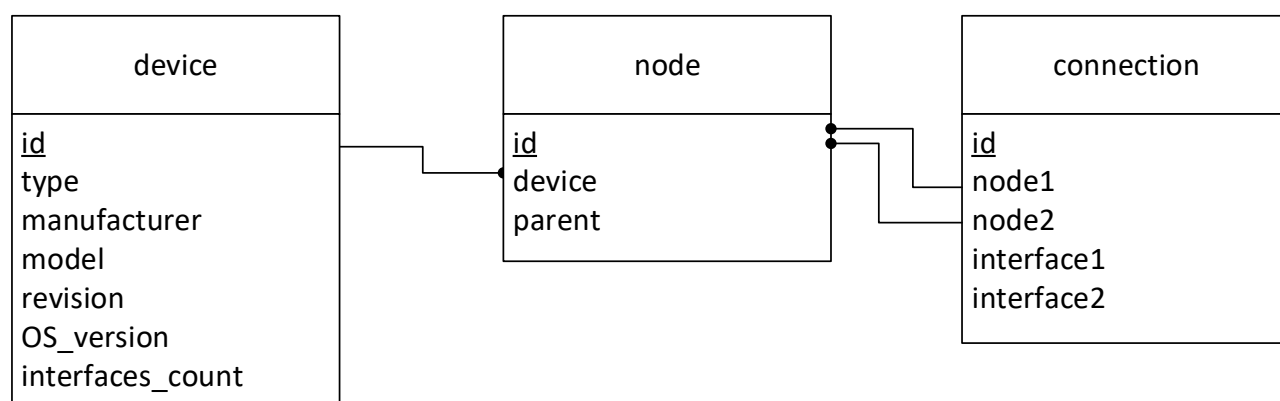 device
id
type
manufacturer
model
revision
OS_version
interfaces_count
node
id
device
parent
connection
id
node1
node2
interface1
interface2